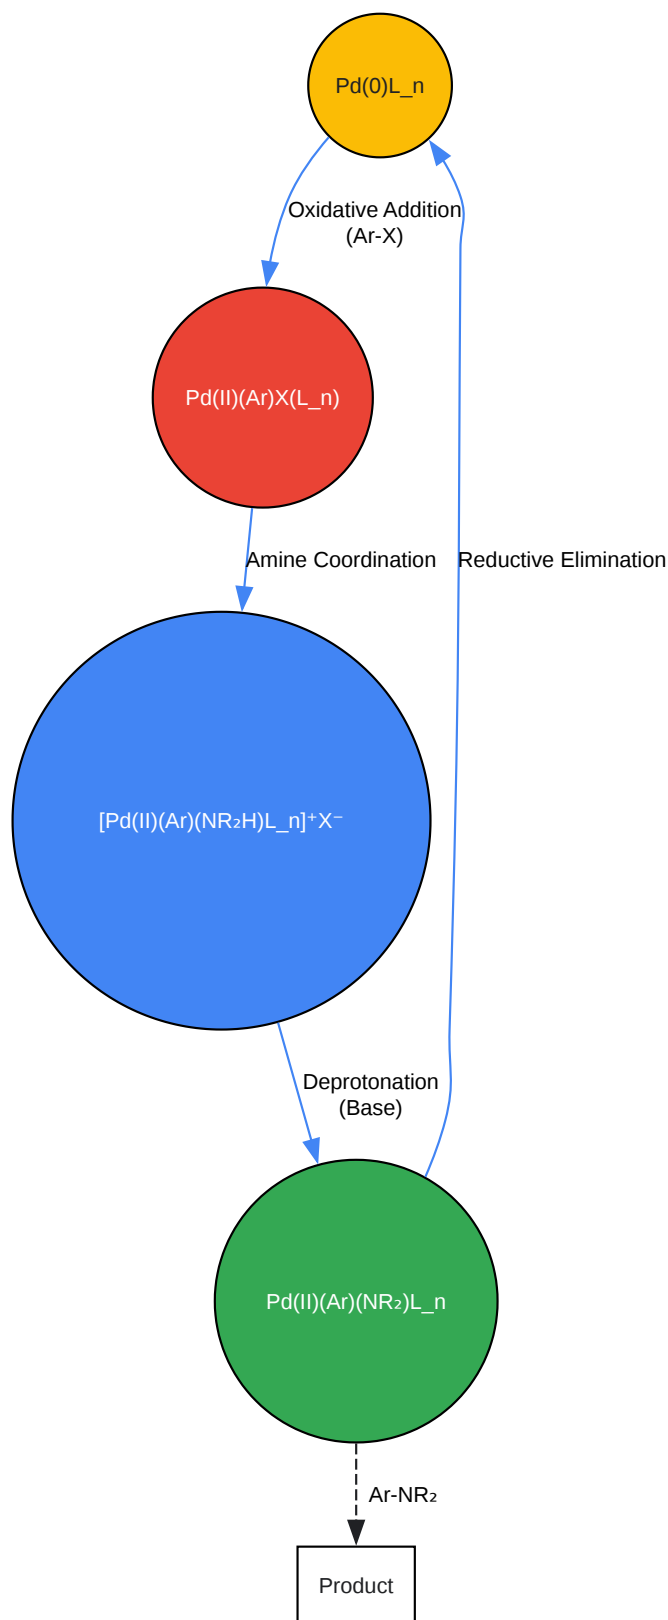 Pd(0)L_n
Oxidative Addition
(Ar-X)
Pd(II)(Ar)X(L_n)
Amine Coordination
Reductive Elimination
[Pd(II)(Ar)(NR₂H)L_n]⁺X⁻
Deprotonation
(Base)
Pd(II)(Ar)(NR₂)L_n
Ar-NR₂
Product